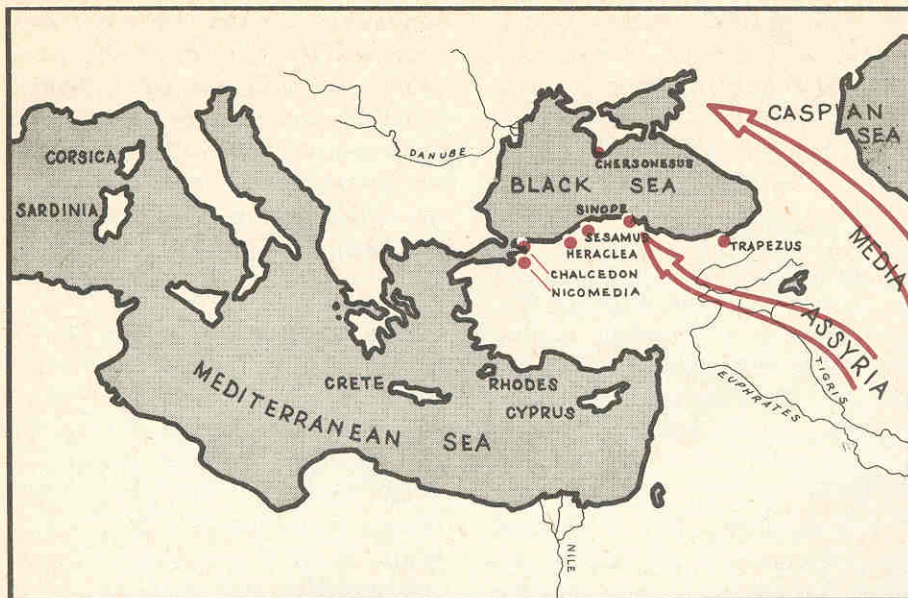 CASPIAN
SEA
CORSICA
SARDINIA
DANUBE
CHERSONESUS
BLACK SEA
SINOPE
SESAMUS
HERACLEA
CHALCEDON
NICOMEDIA
TRAPEZUS
MEDIA
ASSYRIA
TIGRIS
EUPHRATES
MEDITERRANEAN SEA
CRETE
RHODES
CYPRUS
NILE